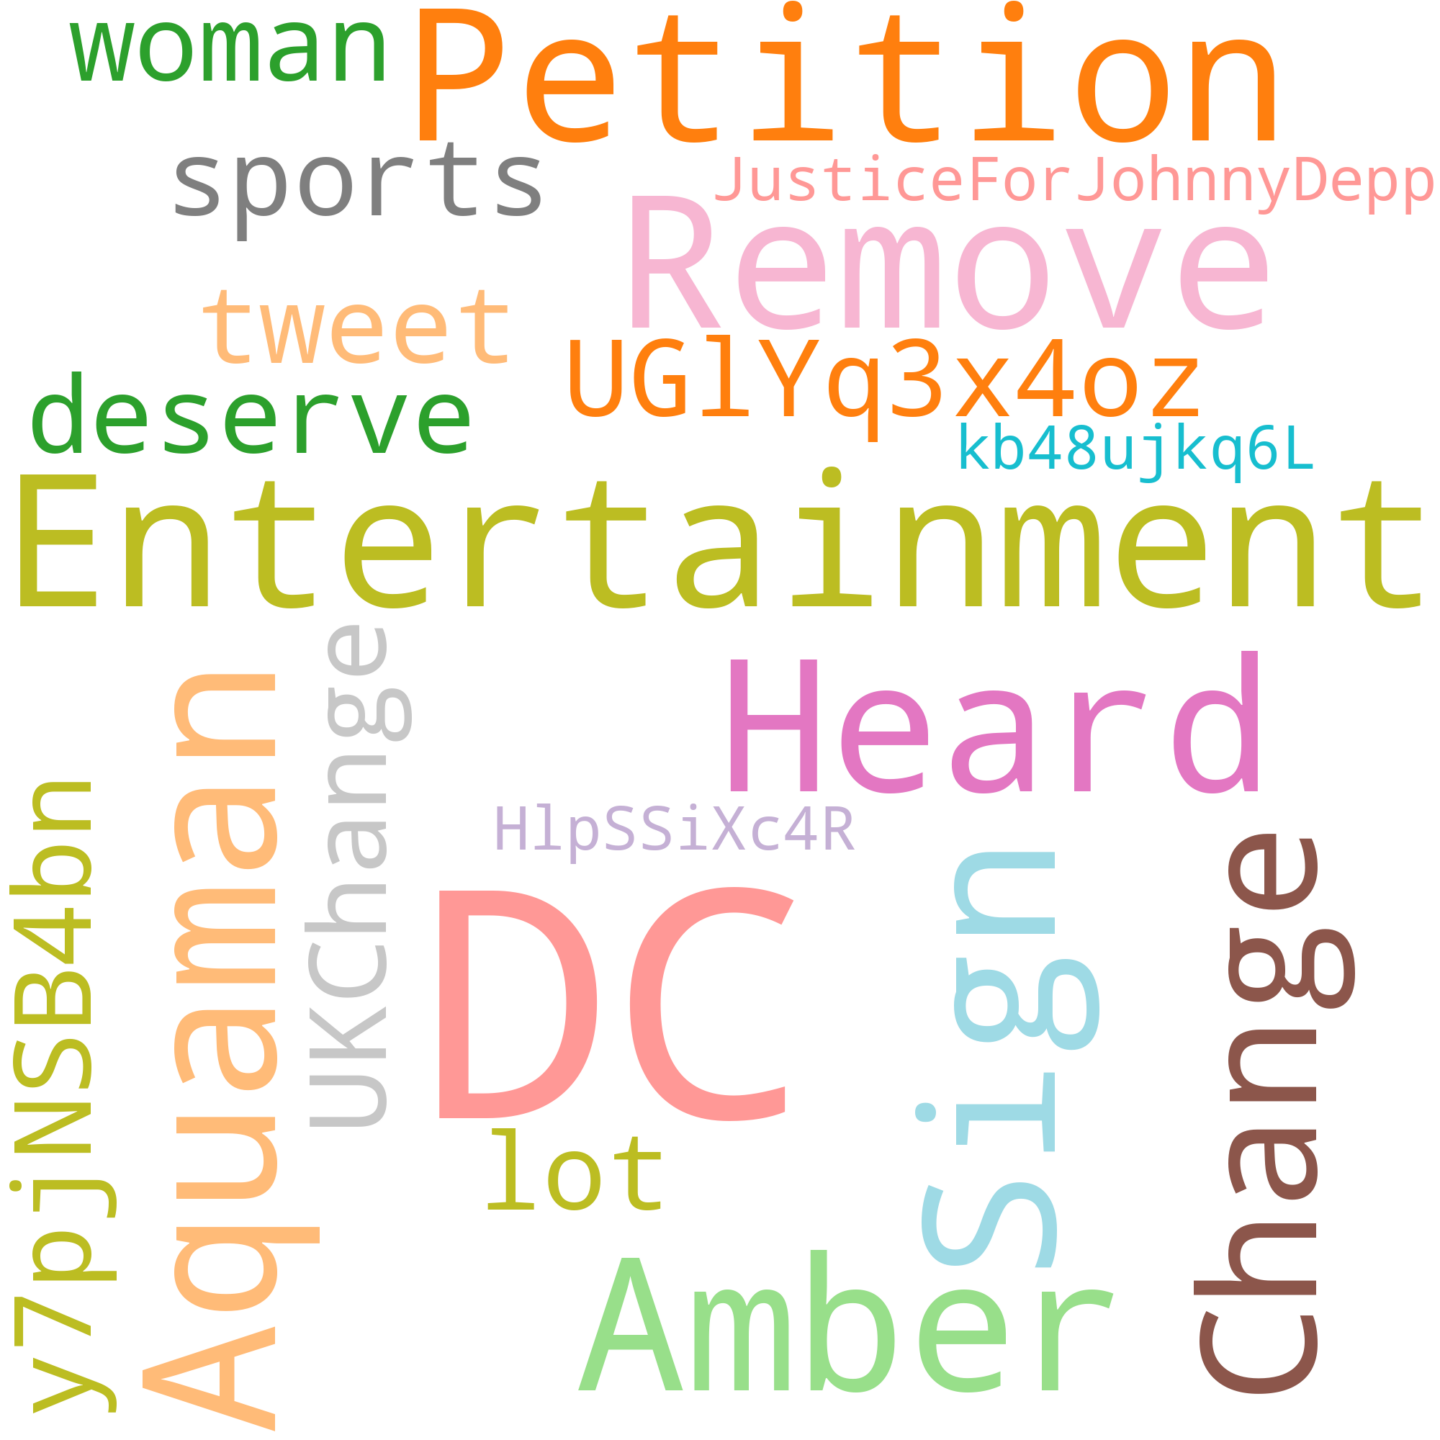 woman
Petition
sports
JusticeForJohnnyDepp
Remove
tweet
UGlYq3x4oz
deserve
kb48ujkq6L
Entertainment
y7pjNSB4bn
Aquaman
UKChange
Heard
HlpSSiXc4R
DC
Sign
Change
lot
Amber